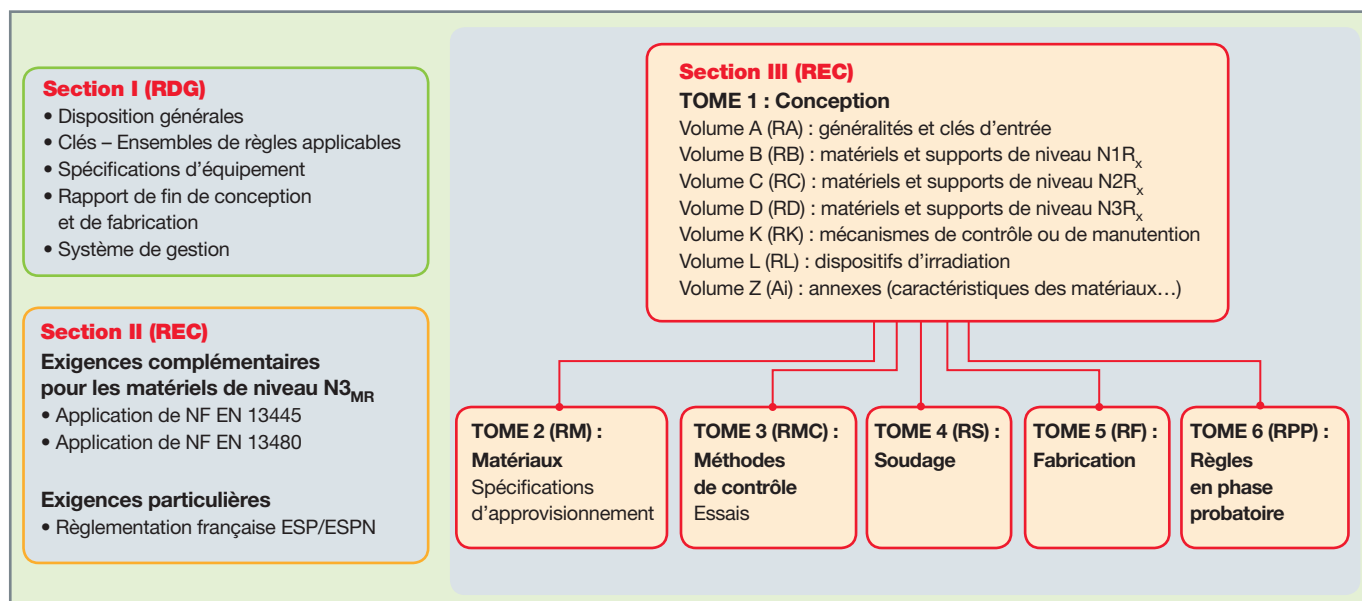 Section I (RDG)
• Disposition générales
• Clés – Ensembles de règles applicables
• Spécifications d’équipement
• Rapport de fin de conception
et de fabrication
• Système de gestion
Section II (REC)
Exigences complémentaires
pour les matériels de niveau N3MR
• Application de NF EN 13445
• Application de NF EN 13480
Exigences particulières
• Règlementation française ESP/ESPN
Section III (REC)
TOME 1 : Conception
Volume A (RA) : généralités et clés d’entrée
Volume B (RB) : matériels et supports de niveau N1Rx
Volume C (RC) : matériels et supports de niveau N2Rx
Volume D (RD) : matériels et supports de niveau N3Rx
Volume K (RK) : mécanismes de contrôle ou de manutention
Volume L (RL) : dispositifs d’irradiation
Volume Z (Ai) : annexes (caractéristiques des matériaux…)
TOME 2 (RM) :
Matériaux
Spécifications
d’approvisionnement
TOME 3 (RMC) :
Méthodes
de contrôle
Essais
TOME 4 (RS) :
Soudage
TOME 5 (RF) :
Fabrication
TOME 6 (RPP) :
Règles
en phase
probatoire